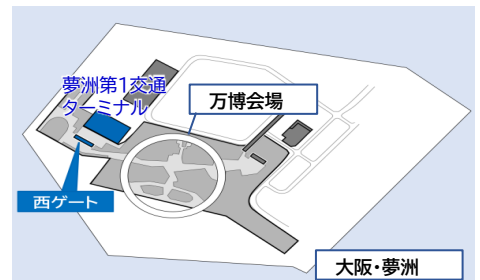 夢洲第1交通
ターミナル
万博会場
西ゲート
大阪・夢洲